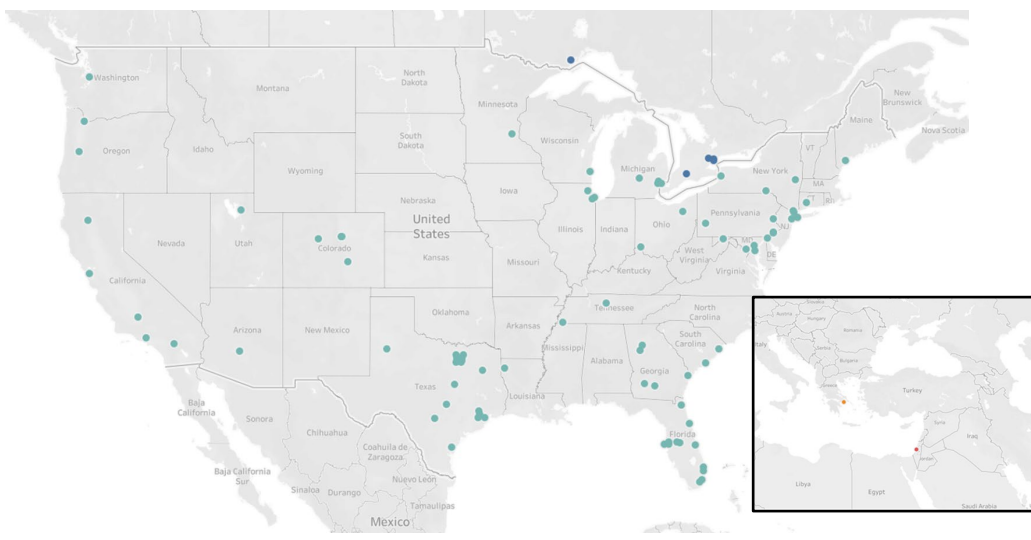 Washington
Montana
North
Dakota
Minnesota
Oregon
Idaho
South
Dakota
Wisconsin
Michigan
New
Brunswick
Maine
Nova Scotia
VT
New York
MA
CT
RI
Wyoming
Iowa
Nebraska
United
States
Nevada
Utah
Colorado
Kansas
Illinois
Indiana
Ohio
Pennsylvania
NJ
MD
DE
West
Virginia
Virginia
Missouri
Kentucky
California
Arizona
New Mexico
Oklahoma
Arkansas
Tennessee
North
Carolina
South
Carolina
Mississippi
Alabama
Georgia
Texas
Louisiana
Florida
Baja
California
Sonora
Chihuahua
Coahuila de
Zaragoza
Baja California
Sur
Sinaloa
Durango
Nuevo León
Tamaulipas
Mexico
Slovakia
Austria
Hungary
Romania
Italy
Serbia
Bulgaria
Greece
Turkey
Syria
Iraq
Jordan
Libya
Egypt
Saudi Arabia